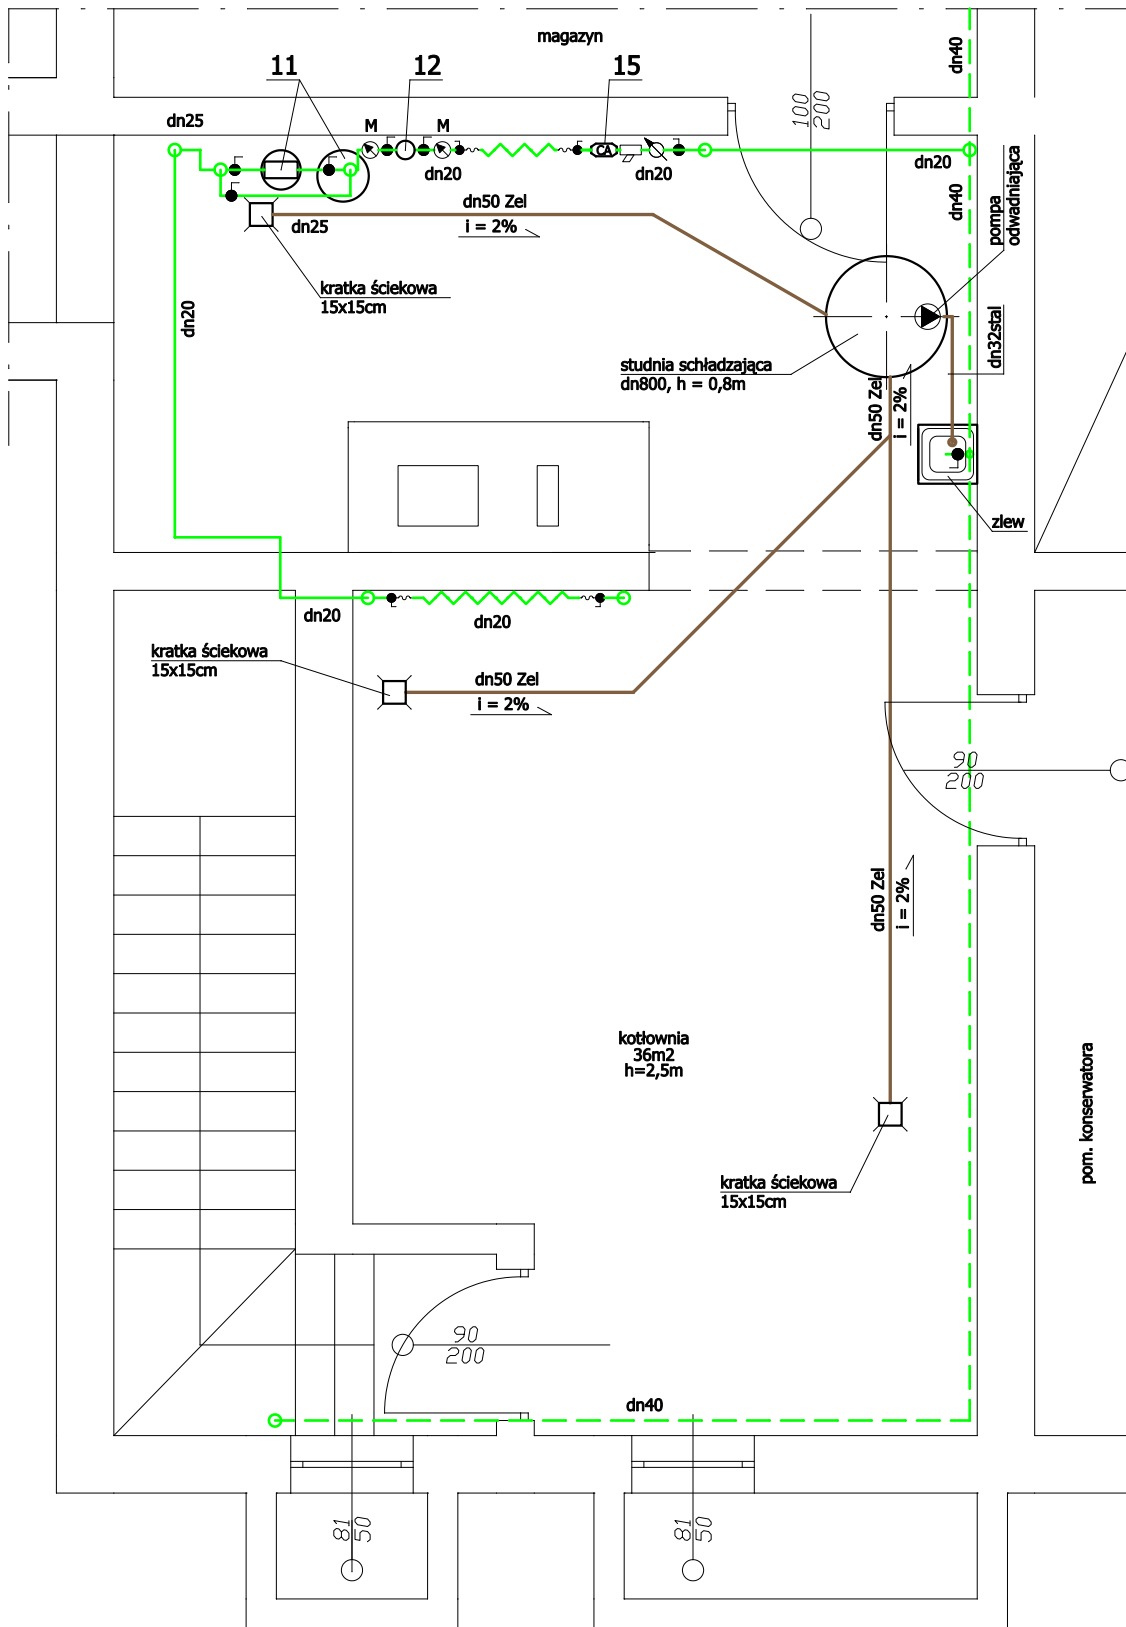 magazyn
dn40
11
12
15
100
200
dn25
M
M
dn20
dn20
dn20
dn50 Zel
i = 2%
dn25
dn40
pompa
odwadniająca
kratka ściekowa
15x15cm
dn20
dn32stal
studnia schładzająca
dn800, h = 0,8m
dn50 Zel
i = 2%
CA
zlew
dn20
dn20
kratka ściekowa
15x15cm
dn50 Zel
i = 2%
90
200
dn50 Zel
i = 2%
kotłownia
36m2
h=2,5m
pom. konserwatora
kratka ściekowa
15x15cm
90
200
dn40
81
50
81
50